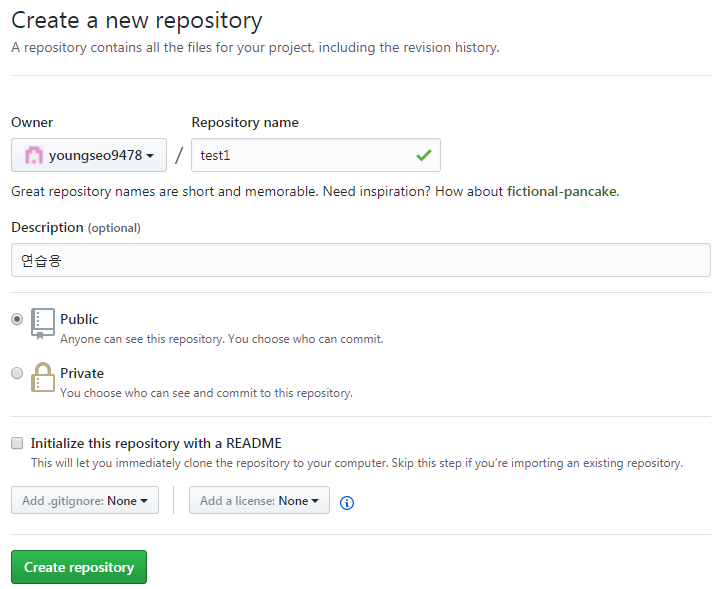 Create a new repository
A repository contains all the files for your project, including the revision history.
Owner
Repository name
youngseo9478 / test1
Great repository names are short and memorable. Need inspiration? How about fictional-pancake.
Description (optional)
연습용
Public
Anyone can see this repository. You choose who can commit.
Private
You choose who can see and commit to this repository.
Initialize this repository with a README
This will let you immediately clone the repository to your computer. Skip this step if you're importing an existing repository.
Add .gitignore: None
Add a license: None
Create repository